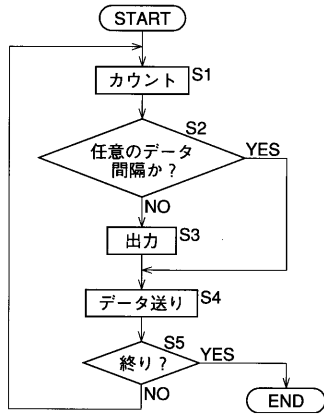 START
カウント
S1
S2
任意のデータ
間隔か?
YES
NO
出力
S3
データ送り
S4
S5
終り?
YES
NO
END